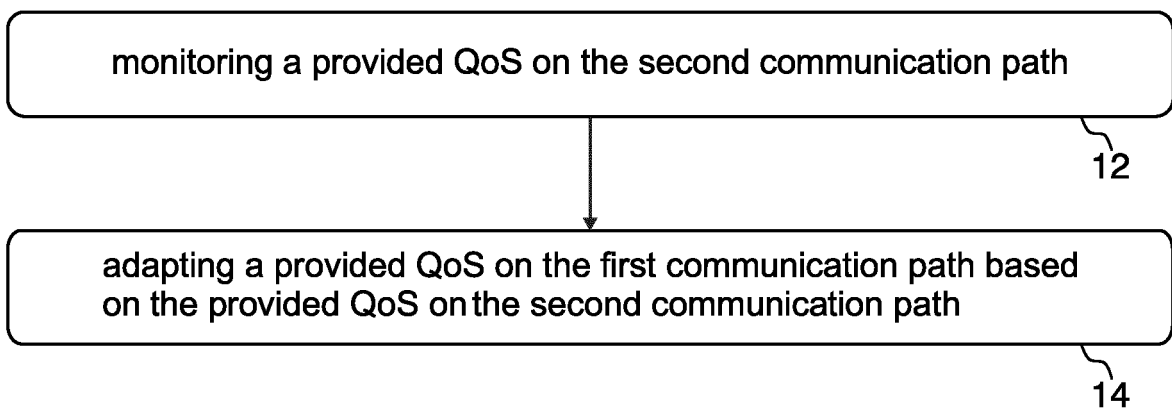 monitoring a provided QoS on the second communication path
12
adapting a provided QoS on the first communication path based
on the provided QoS on the second communication path
14